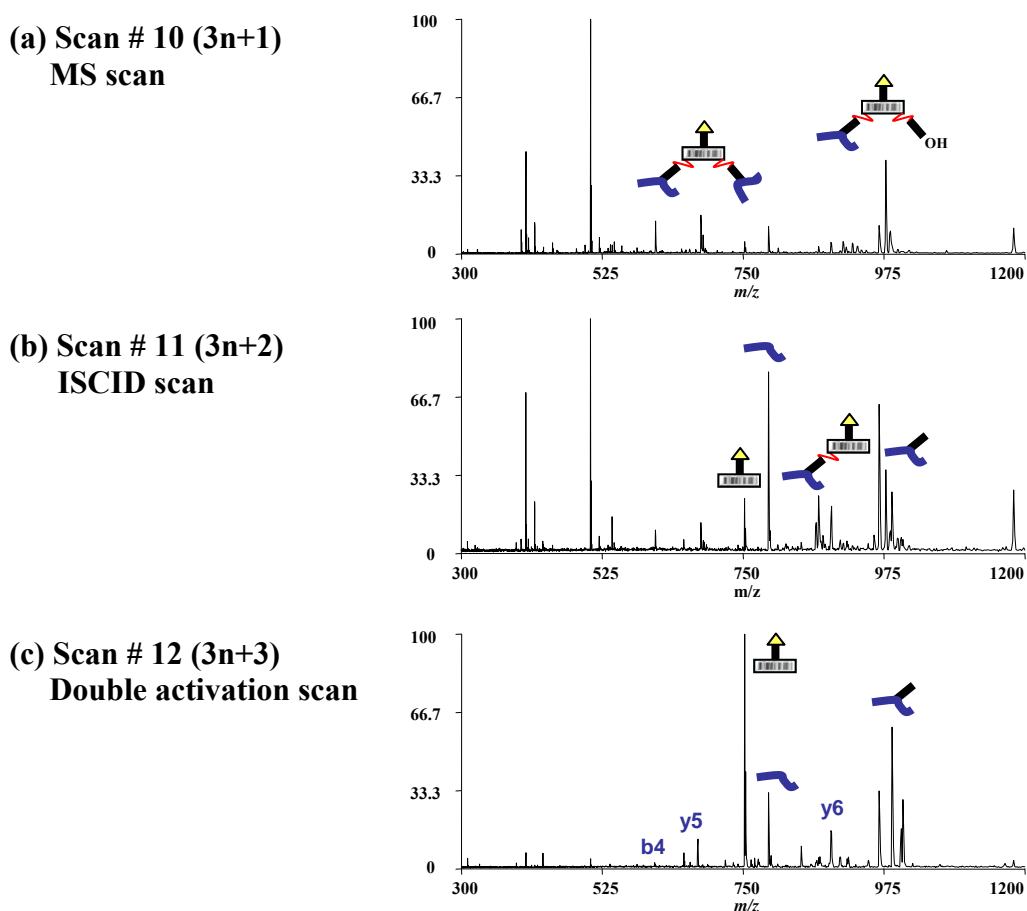 (a) Scan # 10 (3n+1)
MS scan
100
66.7
33.3
0
OH
300 525 750 975 1200
m/z
(b) Scan # 11 (3n+2)
ISCID scan
100
66.7
33.3
0
300 525 750 975 1200
m/z
(c) Scan # 12 (3n+3)
Double activation scan
100
66.7
33.3
0
b4 y5 y6
300 525 750 975 1200
m/z